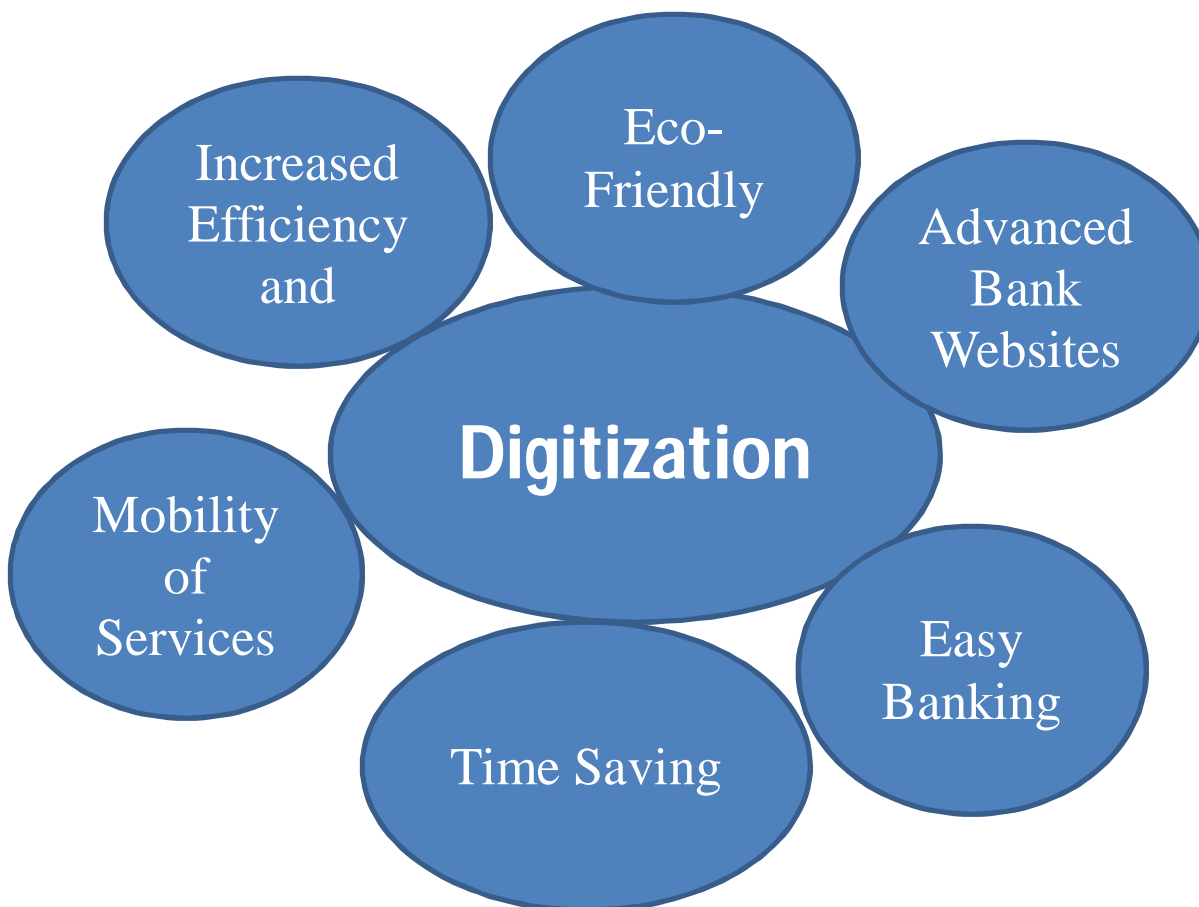 Eco-
Friendly
Increased
Efficiency
and
Advanced
Bank
Websites
Digitization
Mobility
of
Services
Easy
Banking
Time Saving